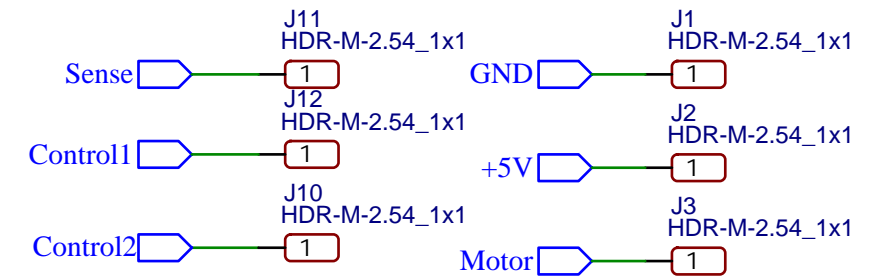 J11
HDR-M-2.54_1x1
Sense
1
J12
HDR-M-2.54_1x1
Control1
1
J10
HDR-M-2.54_1x1
Control2
1
J1
HDR-M-2.54_1x1
GND
1
J2
HDR-M-2.54_1x1
+5V
1
J3
HDR-M-2.54_1x1
Motor
1